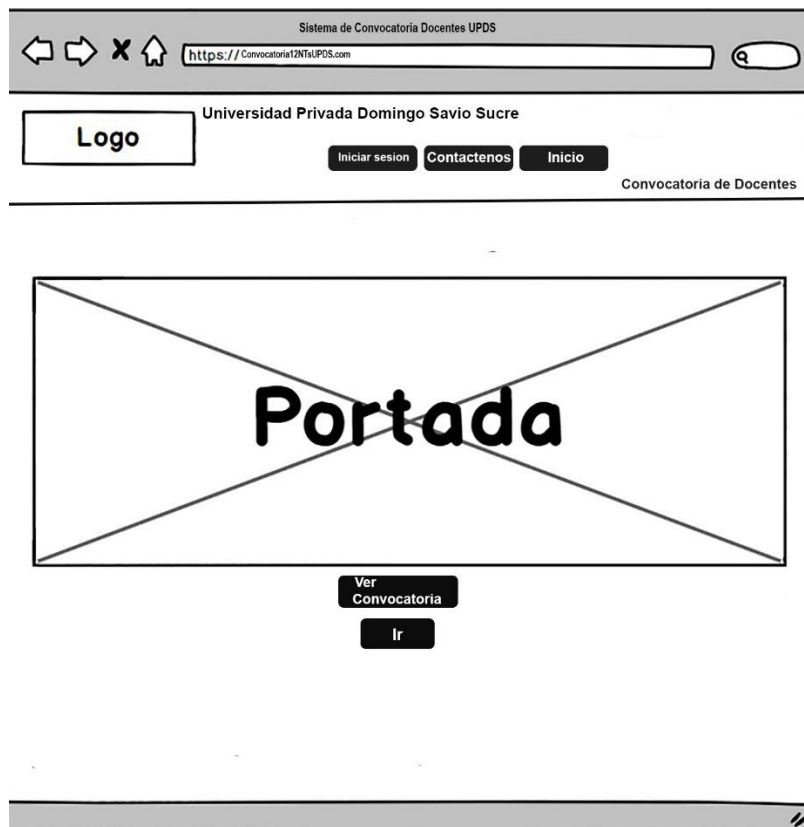 Sistema de Convocatoria Docentes UPDS
https://Convocatoria12NTsUPDS.com
Universidad Privada Domingo Savio Sucre
Logo
Iniciar sesion
Contactenos
Inicio
Convocatoria de Docentes
Portada
Ver
Convocatoria
Ir